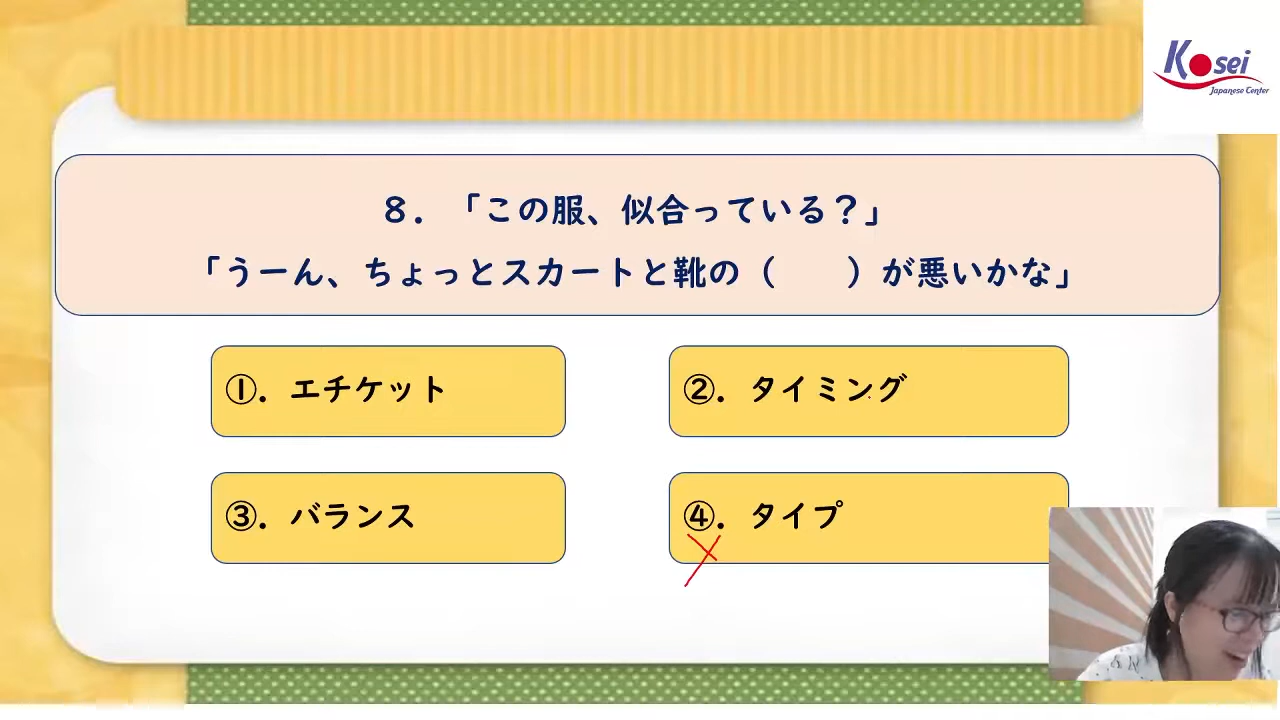 Kosei
Japanese Center
8.「この服、似合っている？」
「うーん、ちょっとスカートと靴の（　　）が悪いかな」
①. エチケット
②. タイミング
③. バランス
④. タイプ